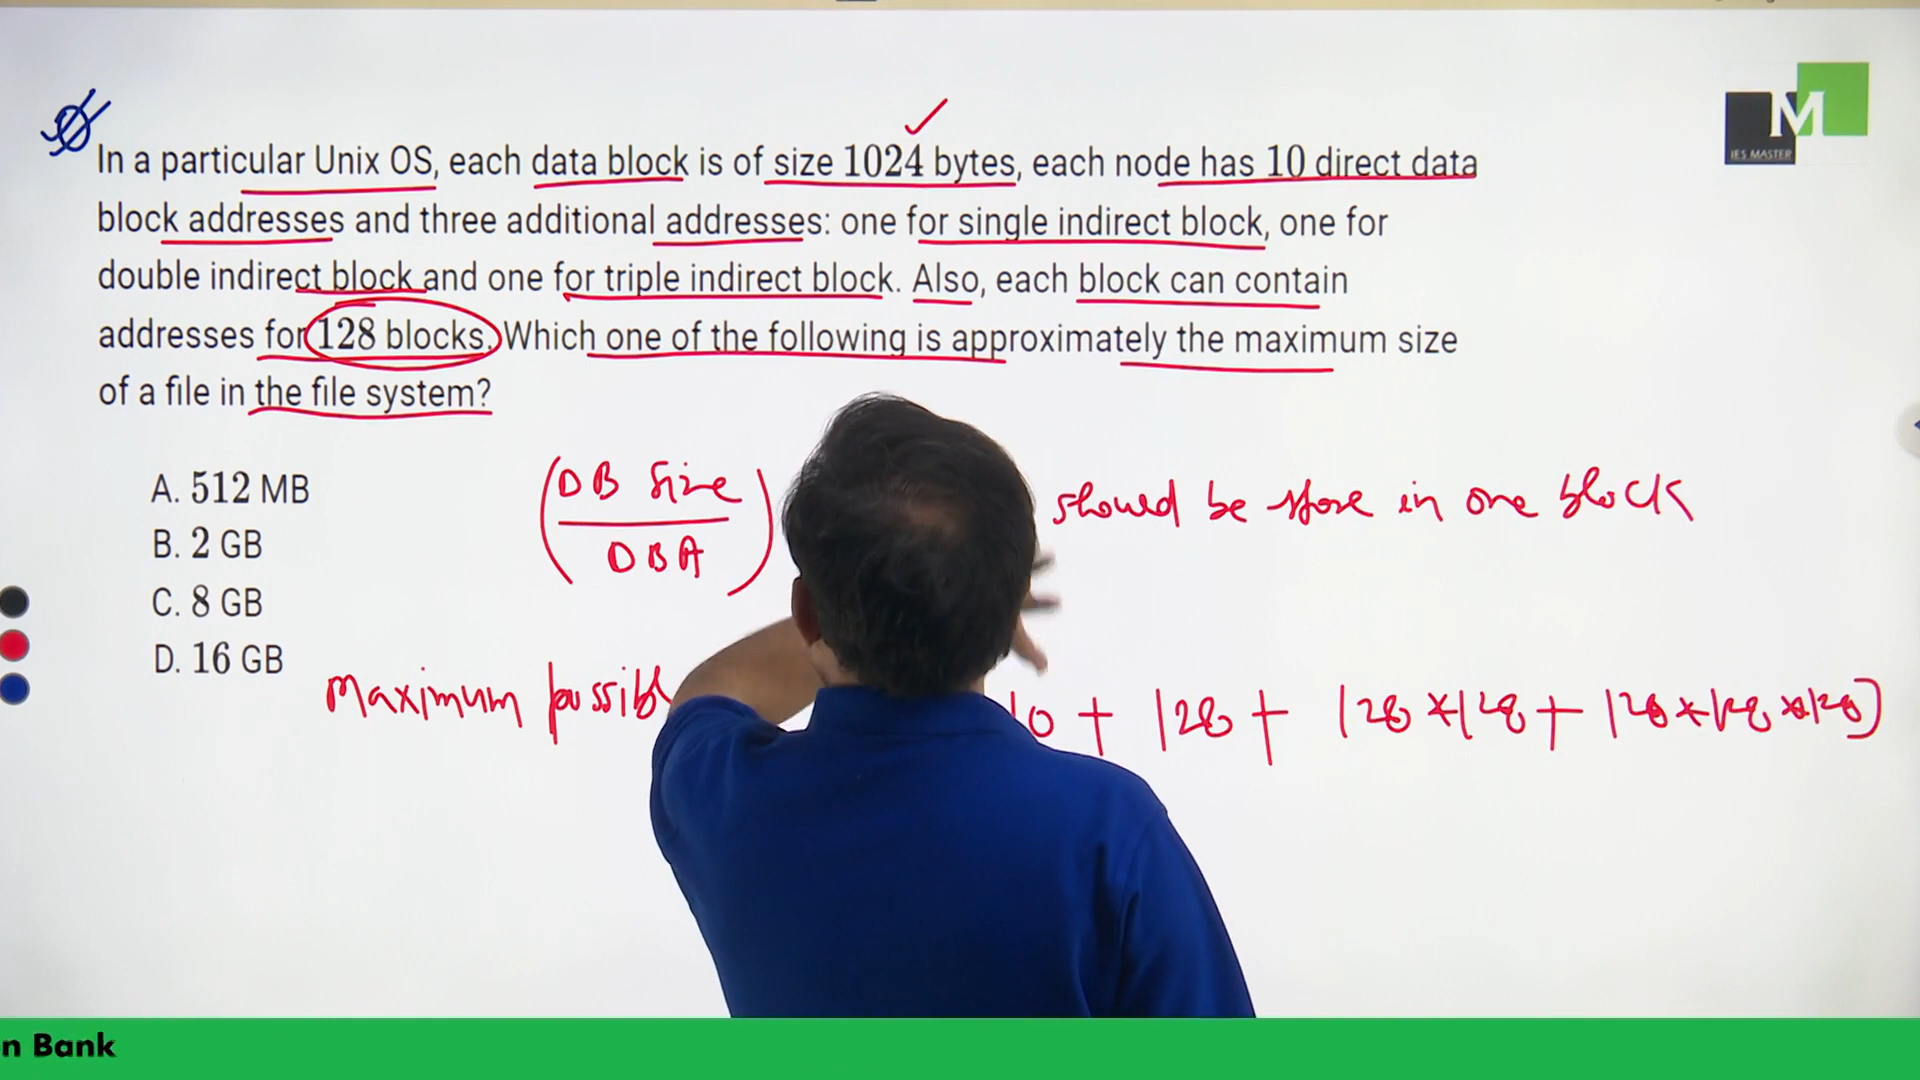 In a particular Unix OS, each data block is of size 1024 bytes, each node has 10 direct data
block addresses and three additional addresses: one for single indirect block, one for
double indirect block and one for triple indirect block. Also, each block can contain
addresses for 128 blocks. Which one of the following is approximately the maximum size
of a file in the file system?
M
IES MASTER
A. 512 MB
B. 2 GB
C. 8 GB
D. 16 GB
(DB Size
DBA)
should be store in one block
Maximum possibl
10 + 128 + 128 * 128 + 128 * 128 * 128)
n Bank